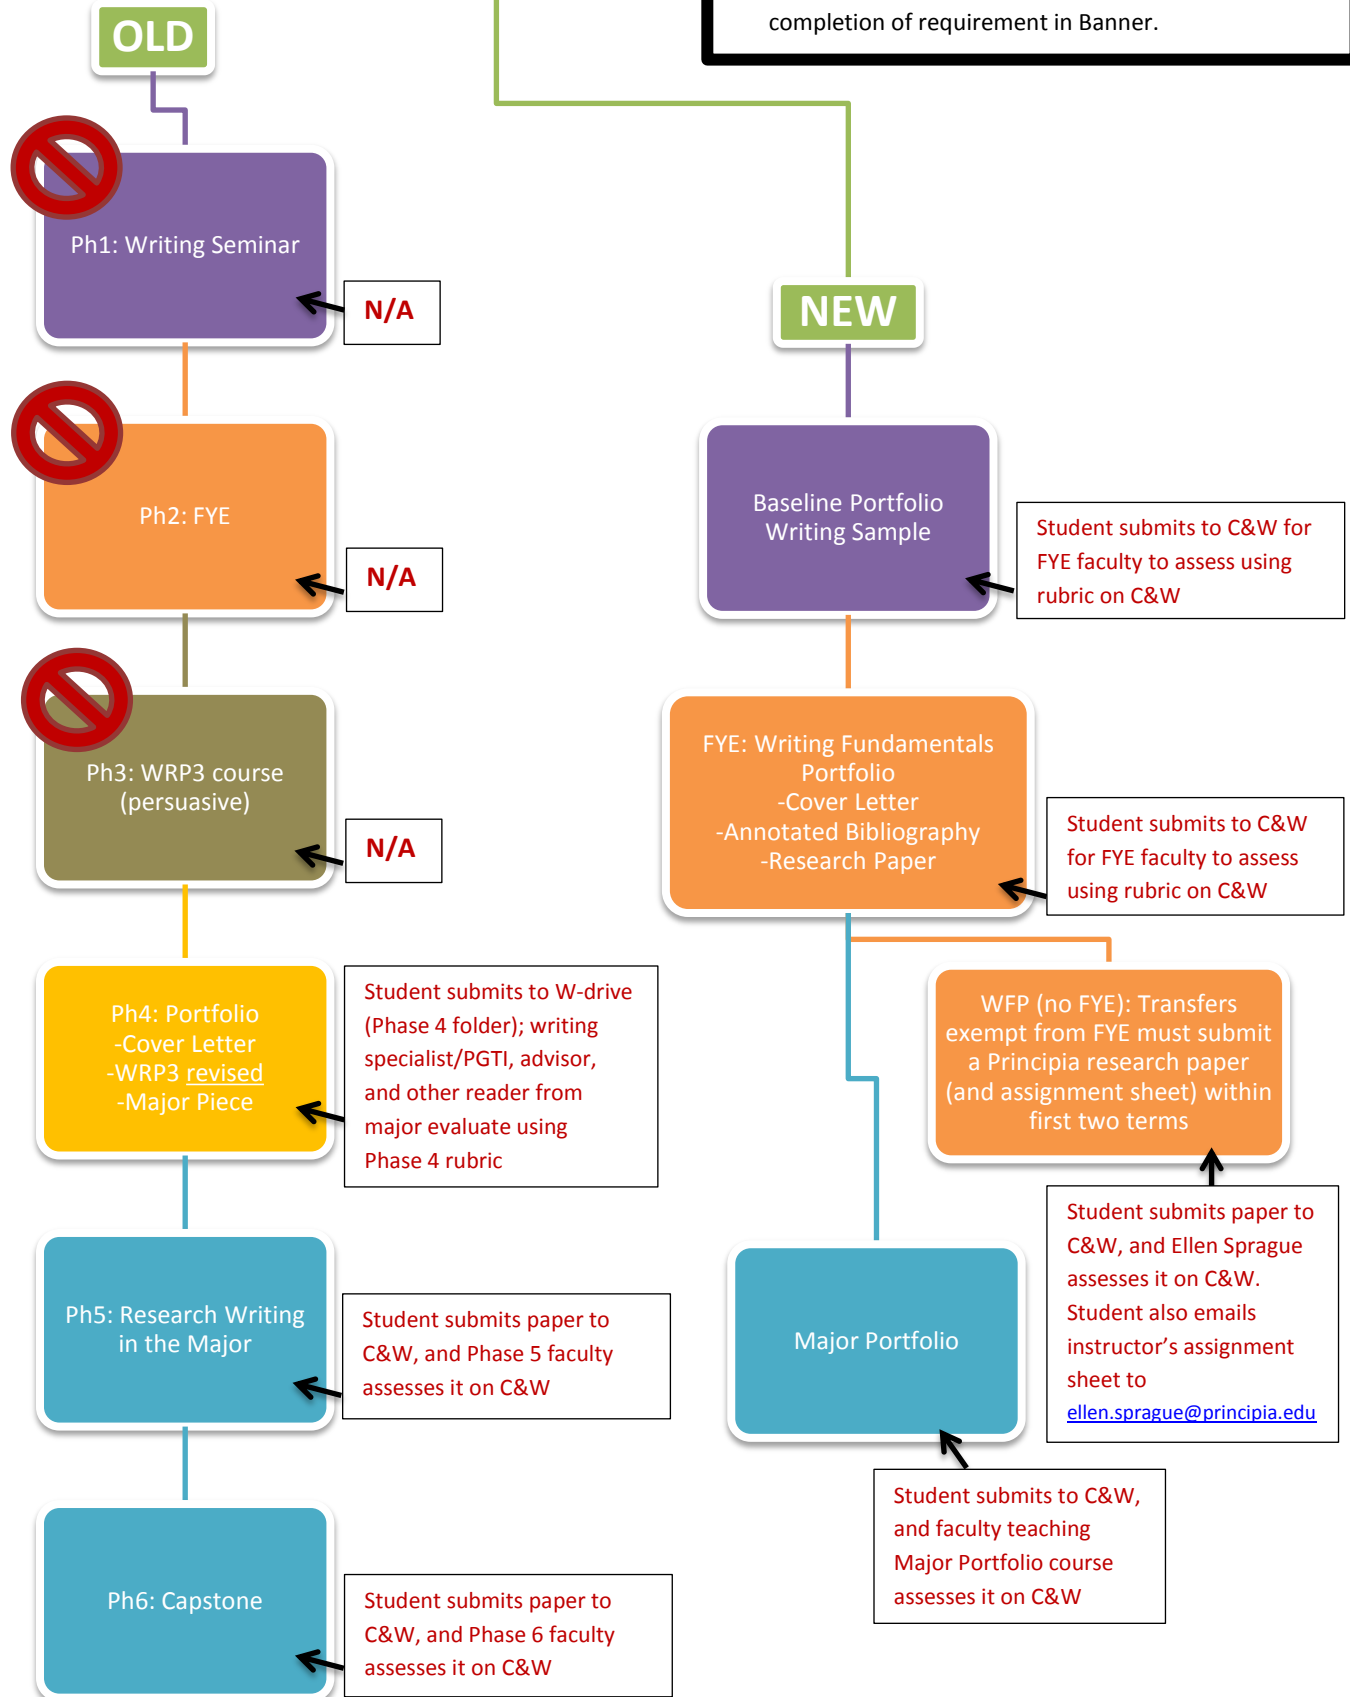 completion of requirement in Banner.
OLD
Ph1: Writing Seminar
N/A
Ph2: FYE
N/A
Ph3: WRP3 course
(persuasive)
N/A
Ph4: Portfolio
-Cover Letter
-WRP3 revised
-Major Piece
Student submits to W-drive
(Phase 4 folder); writing
specialist/PGTI, advisor,
and other reader from
major evaluate using
Phase 4 rubric
Ph5: Research Writing
in the Major
Student submits paper to
C&W, and Phase 5 faculty
assesses it on C&W
Ph6: Capstone
Student submits paper to
C&W, and Phase 6 faculty
assesses it on C&W
NEW
Baseline Portfolio
Writing Sample
Student submits to C&W for
FYE faculty to assess using
rubric on C&W
FYE: Writing Fundamentals
Portfolio
-Cover Letter
-Annotated Bibliography
-Research Paper
Student submits to C&W
for FYE faculty to assess
using rubric on C&W
WFP (no FYE): Transfers
exempt from FYE must submit
a Principia research paper
(and assignment sheet) within
first two terms
Student submits paper to
C&W, and Ellen Sprague
assesses it on C&W.
Student also emails
instructor’s assignment
sheet to
ellen.sprague@principia.edu
Major Portfolio
Student submits to C&W,
and faculty teaching
Major Portfolio course
assesses it on C&W